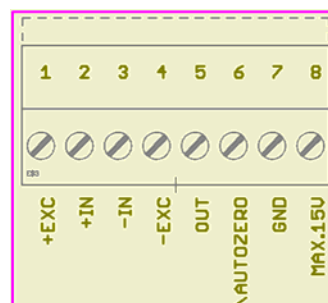 1 2 3 4 5 6 7 8
+EXC
+IN
-IN
-EXC
OUT
\AUTOZERO
GND
MAX.15V